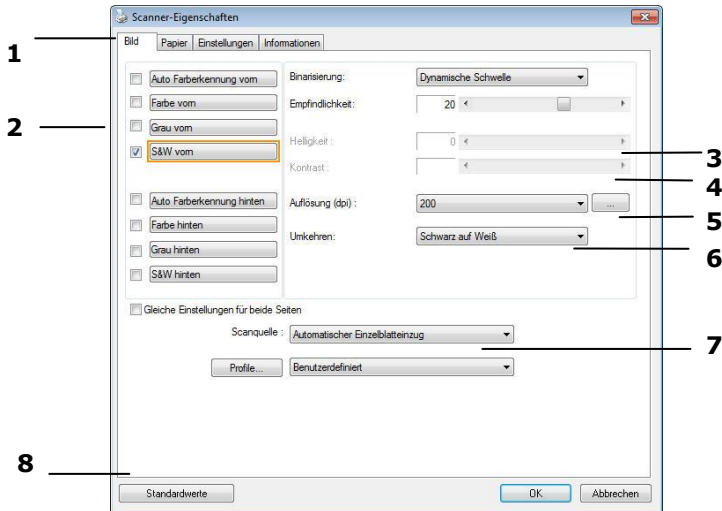 Scanner-Eigenschaften
1
Bild Papier Einstellungen Informationen
Auto Farberkennung vorn Binarisierung: Dynamische Schwelle
Farbe vorn Empfindlichkeit: 20
2
Grau vorn
S&W vorn Helligkeit : 0
3
Kontrast :
4
Auto Farberkennung hinten Auflösung (dpi) : 200 ...
5
Farbe hinten
Umkehren: Schwarz auf Weiß
6
Grau hinten
S&W hinten
Gleiche Einstellungen für beide Seiten
Scanquelle : Automatischer Einzelblatteinzug
7
Profile... Benutzerdefiniert
8
Standardwerte OK Abbrechen